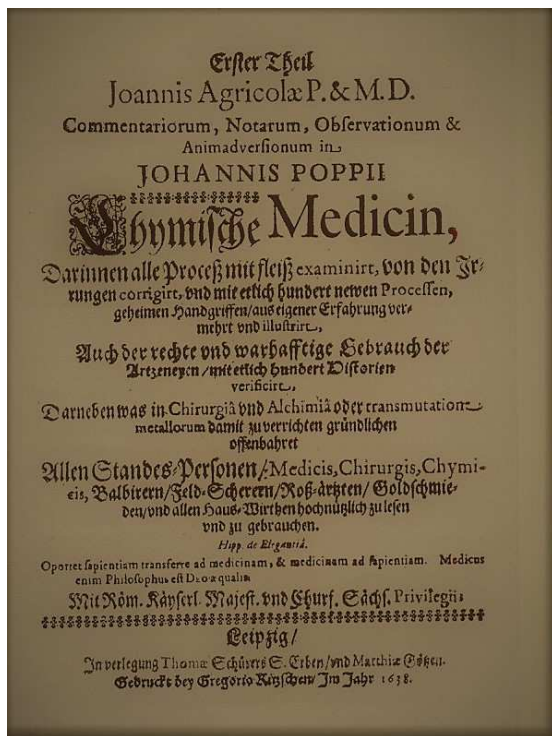 Erster Theil
Joannis Agricolæ P. & M. D.
Commentariorum, Notarum, Observationum &
Animadversionum in
JOHANNIS POPPII
Chymische Medicin,
Darinnen alle Proceß mit fleiß examinirt, von den Jr-
rungen corrigirt, vnd mit etlich hundert newen Processen,
geheimen Handgriffen/ aus eigener Erfahrung ver-
mehrt vnd illustrirt,
Auch der rechte vnd warhafftige Gebrauch der
Artzeneyen/ mit etlich hundert Historien
verificirt,
Darneben was in Chirurgiâ vnd Alchimiâ oder transmutatione
metallorum damit zu verrichten gründlichen
offenbahret
Allen Standes-Personen/ Medicis, Chirurgis, Chymi-
cis, Balbirern/ Feld-Scherern/ Roß-ärtzten/ Goldschmie-
den/ vnd allen Haus-Wirthen hochnützlich zu lesen
vnd zu gebrauchen.
Hipp. de Elegantiâ.
Oportet sapientiam transferre ad medicinam, & medicinam ad sapientiam. Medicus
enim Philosophus est Deo æqualis
Mit Röm. Käyserl. Majest. vnd Churf. Sächs. Privilegiis
Leipzig/
Jn verlegung Thomæ Schürers S. Erben/ vnd Matthiæ Götzen.
Gedruckt bey Gregorio Ritzschen/ Jm Jahr 1638.